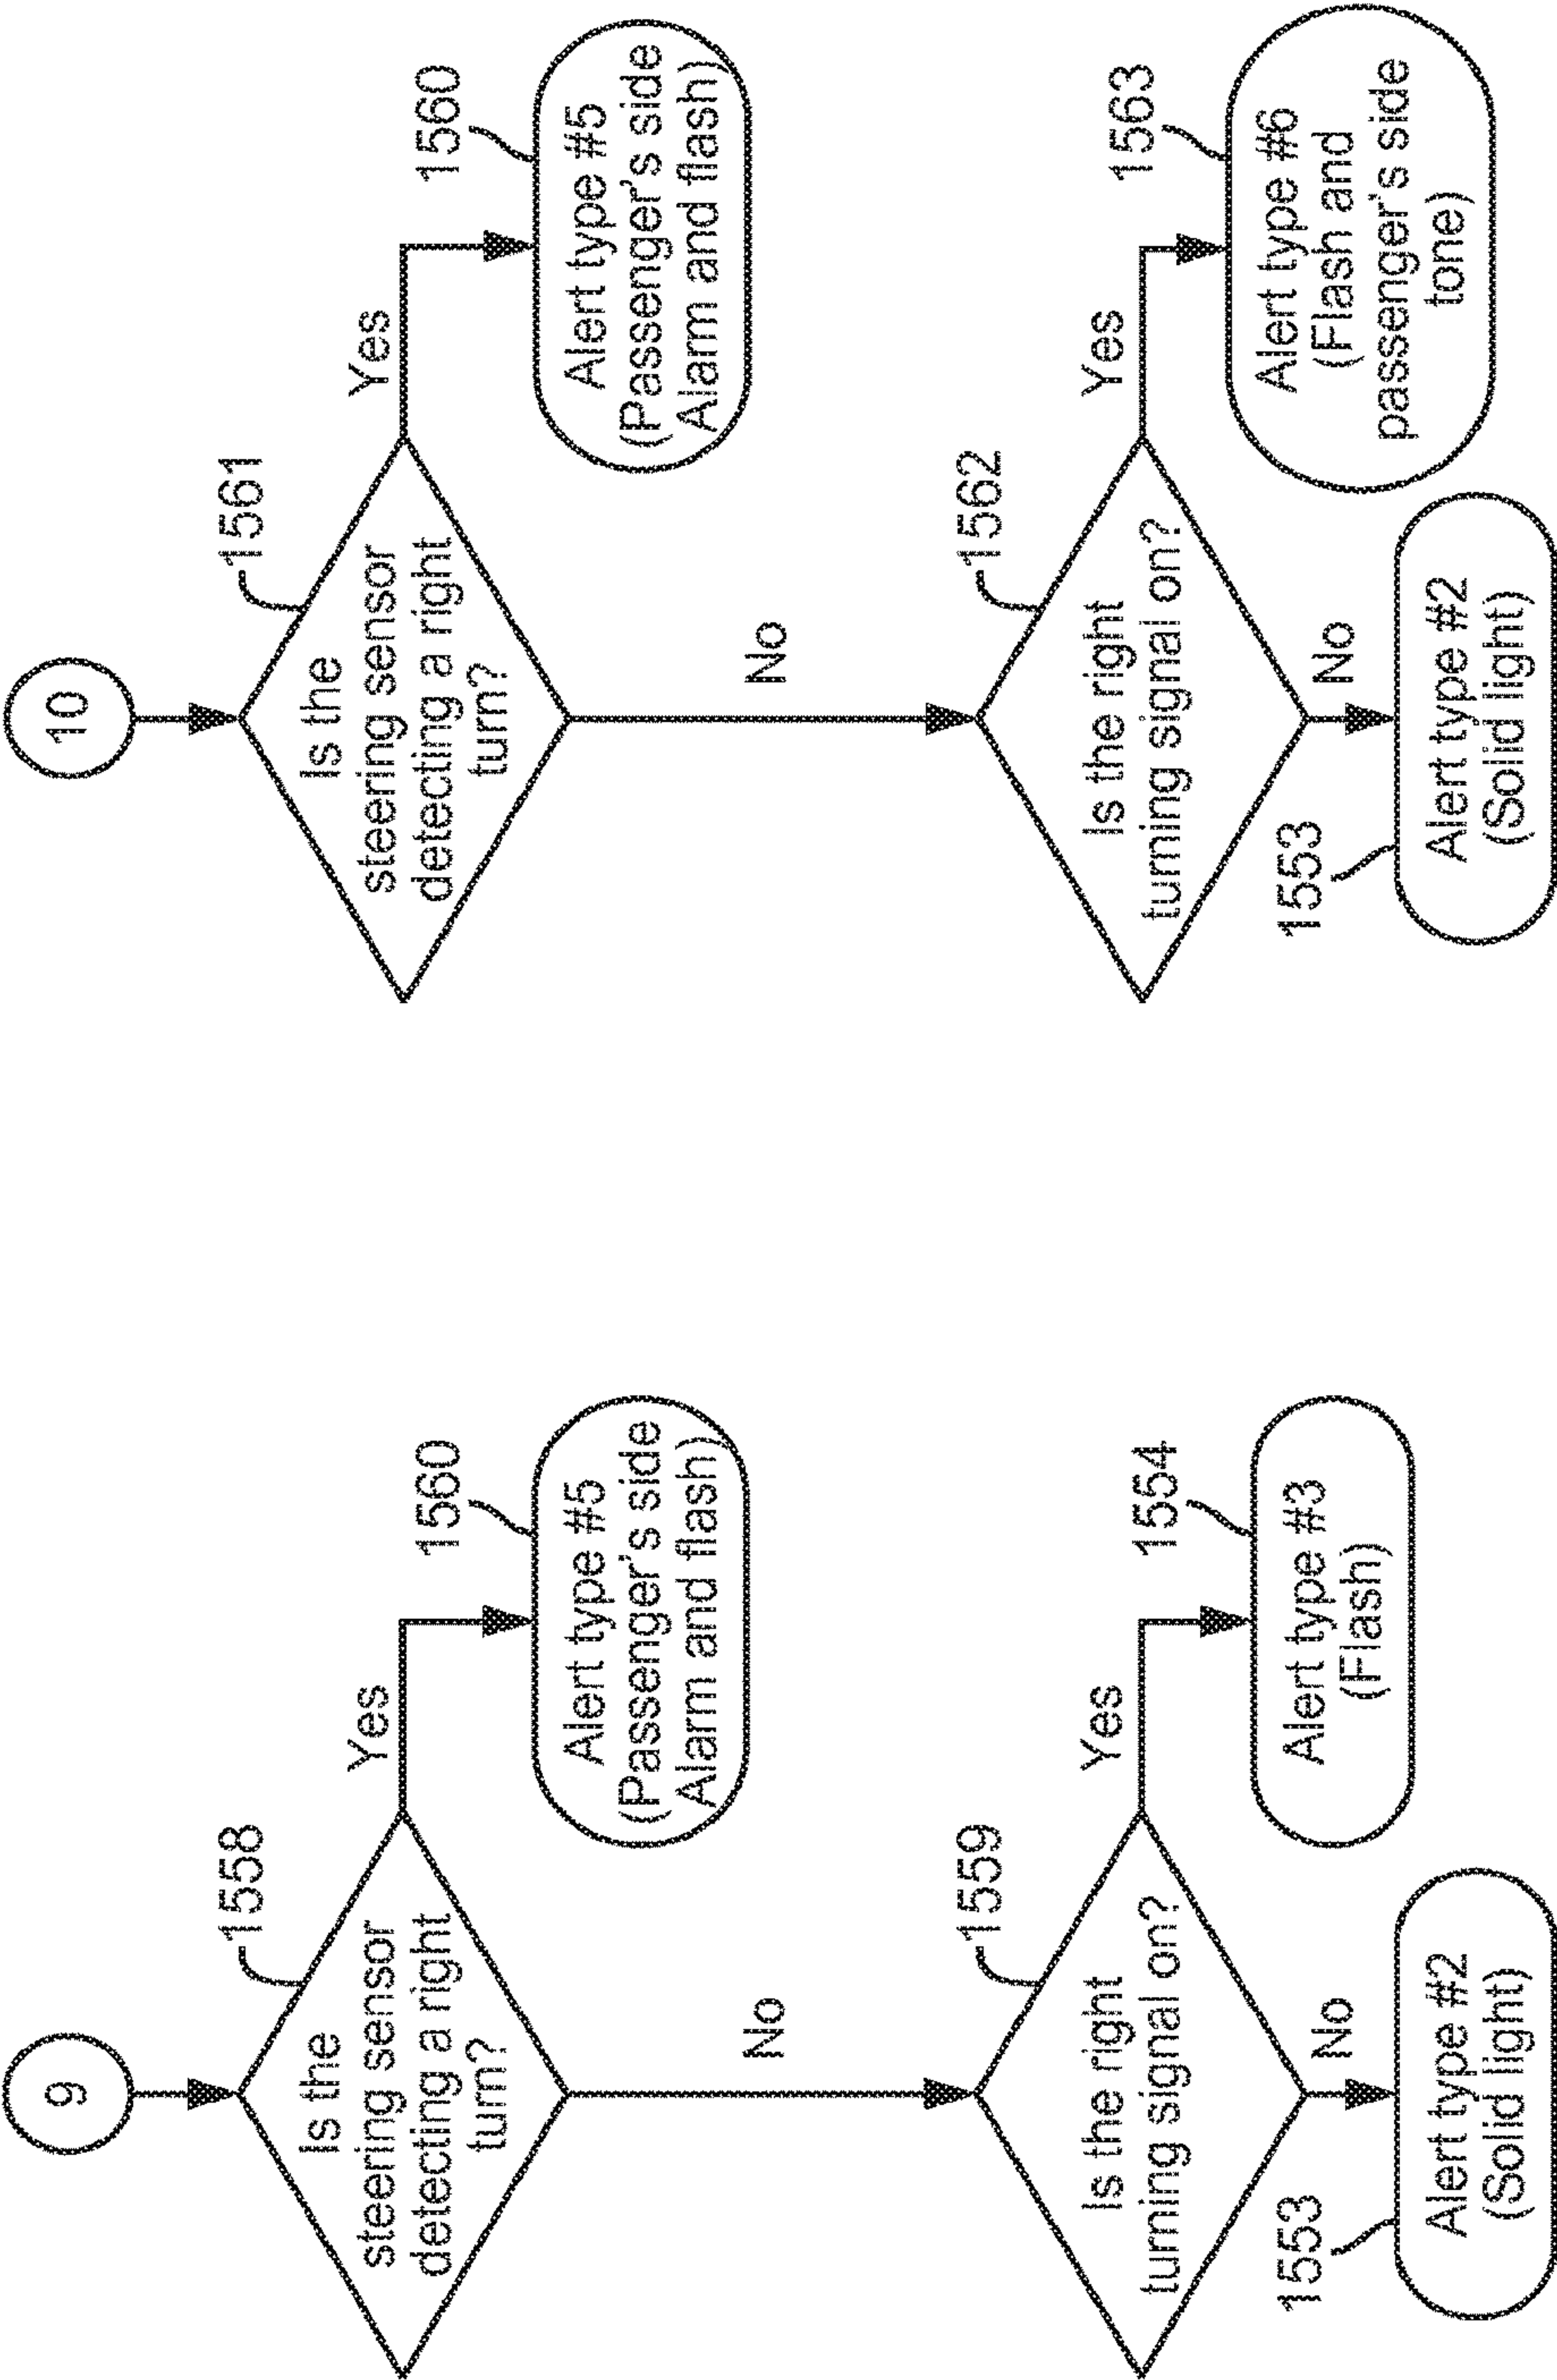 9
1558
Is the
steering sensor
detecting a right
turn?
Yes
1560
Alert type #5
(Passenger's side
Alarm and flash)
No
1559
Is the right
turning signal on?
Yes
1554
Alert type #3
(Flash)
No
1553
Alert type #2
(Solid light)
10
1561
Is the
steering sensor
detecting a right
turn?
Yes
1560
Alert type #5
(Passenger's side
Alarm and flash)
No
1562
Is the right
turning signal on?
Yes
1563
Alert type #6
(Flash and
passenger's side
tone)
No
1553
Alert type #2
(Solid light)